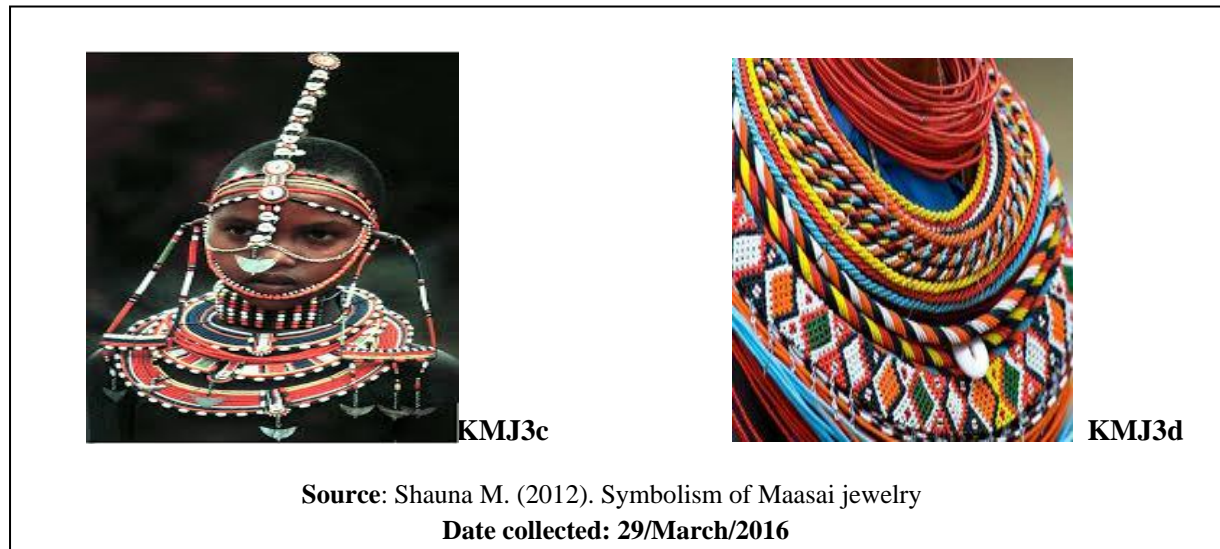 KMJ3c
KMJ3d
Source: Shauna M. (2012). Symbolism of Maasai jewelry
Date collected: 29/March/2016